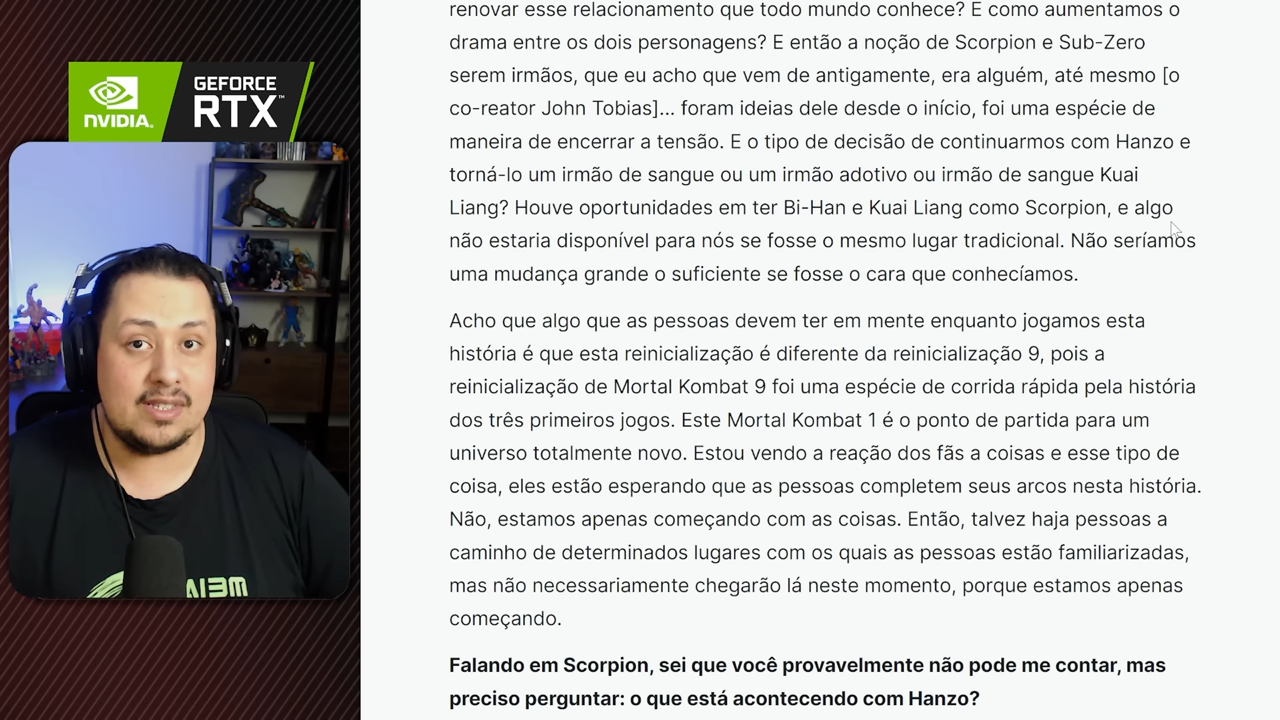 NVIDIA.
GEFORCE
RTX™
renovar esse relacionamento que todo mundo conhece? E como aumentamos o
drama entre os dois personagens? E então a noção de Scorpion e Sub-Zero
serem irmãos, que eu acho que vem de antigamente, era alguém, até mesmo [o
co-reator John Tobias]... foram ideias dele desde o início, foi uma espécie de
maneira de encerrar a tensão. E o tipo de decisão de continuarmos com Hanzo e
torná-lo um irmão de sangue ou um irmão adotivo ou irmão de sangue Kuai
Liang? Houve oportunidades em ter Bi-Han e Kuai Liang como Scorpion, e algo
não estaria disponível para nós se fosse o mesmo lugar tradicional. Não seríamos
uma mudança grande o suficiente se fosse o cara que conhecíamos.
Acho que algo que as pessoas devem ter em mente enquanto jogamos esta
história é que esta reinicialização é diferente da reinicialização 9, pois a
reinicialização de Mortal Kombat 9 foi uma espécie de corrida rápida pela história
dos três primeiros jogos. Este Mortal Kombat 1 é o ponto de partida para um
universo totalmente novo. Estou vendo a reação dos fãs a coisas e esse tipo de
coisa, eles estão esperando que as pessoas completem seus arcos nesta história.
Não, estamos apenas começando com as coisas. Então, talvez haja pessoas a
caminho de determinados lugares com os quais as pessoas estão familiarizadas,
mas não necessariamente chegarão lá neste momento, porque estamos apenas
começando.
Falando em Scorpion, sei que você provavelmente não pode me contar, mas
preciso perguntar: o que está acontecendo com Hanzo?